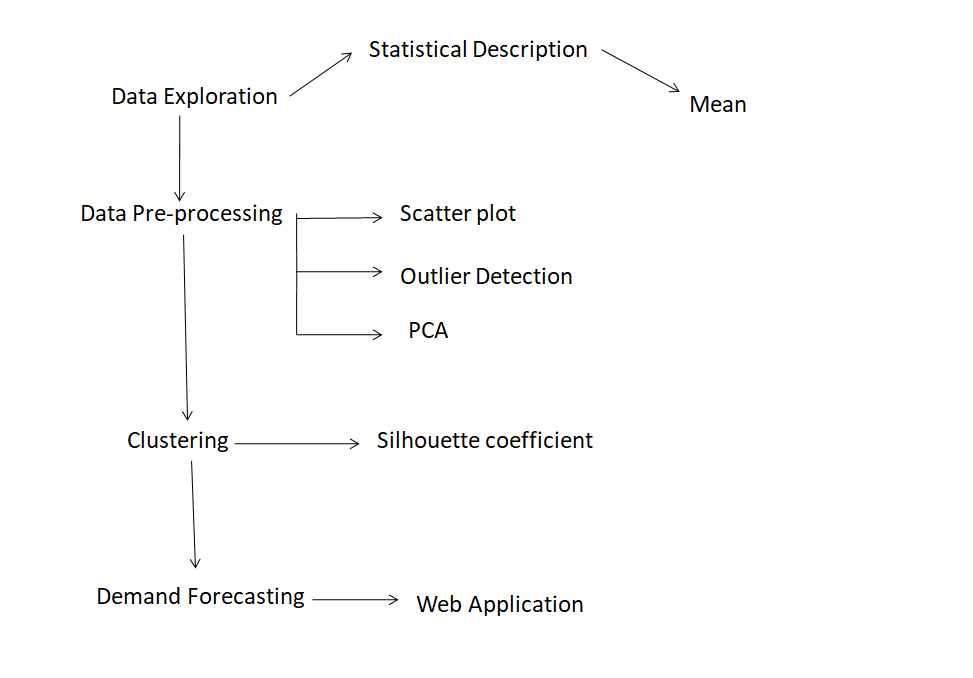 Statistical Description
Data Exploration
Mean
Data Pre-processing
Scatter plot
Outlier Detection
PCA
Clustering
Silhouette coefficient
Demand Forecasting
Web Application